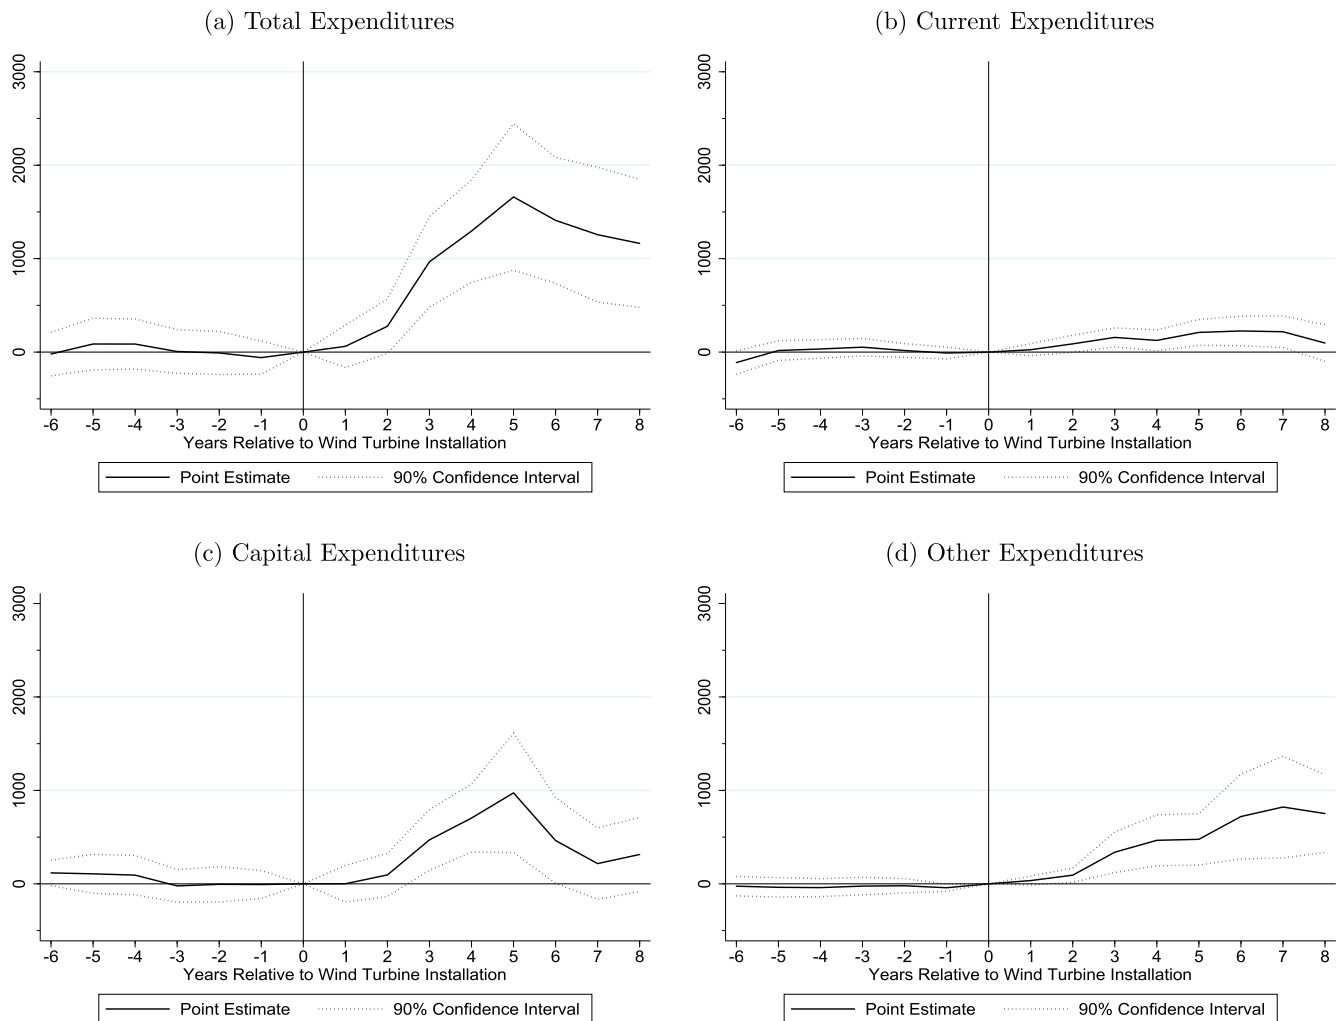 (a) Total Expenditures
3000
2000
1000
0
-6 -5 -4 -3 -2 -1 0 1 2 3 4 5 6 7 8
Years Relative to Wind Turbine Installation
Point Estimate 90% Confidence Interval
(b) Current Expenditures
3000
2000
1000
0
-6 -5 -4 -3 -2 -1 0 1 2 3 4 5 6 7 8
Years Relative to Wind Turbine Installation
Point Estimate 90% Confidence Interval
(c) Capital Expenditures
3000
2000
1000
0
-6 -5 -4 -3 -2 -1 0 1 2 3 4 5 6 7 8
Years Relative to Wind Turbine Installation
Point Estimate 90% Confidence Interval
(d) Other Expenditures
3000
2000
1000
0
-6 -5 -4 -3 -2 -1 0 1 2 3 4 5 6 7 8
Years Relative to Wind Turbine Installation
Point Estimate 90% Confidence Interval